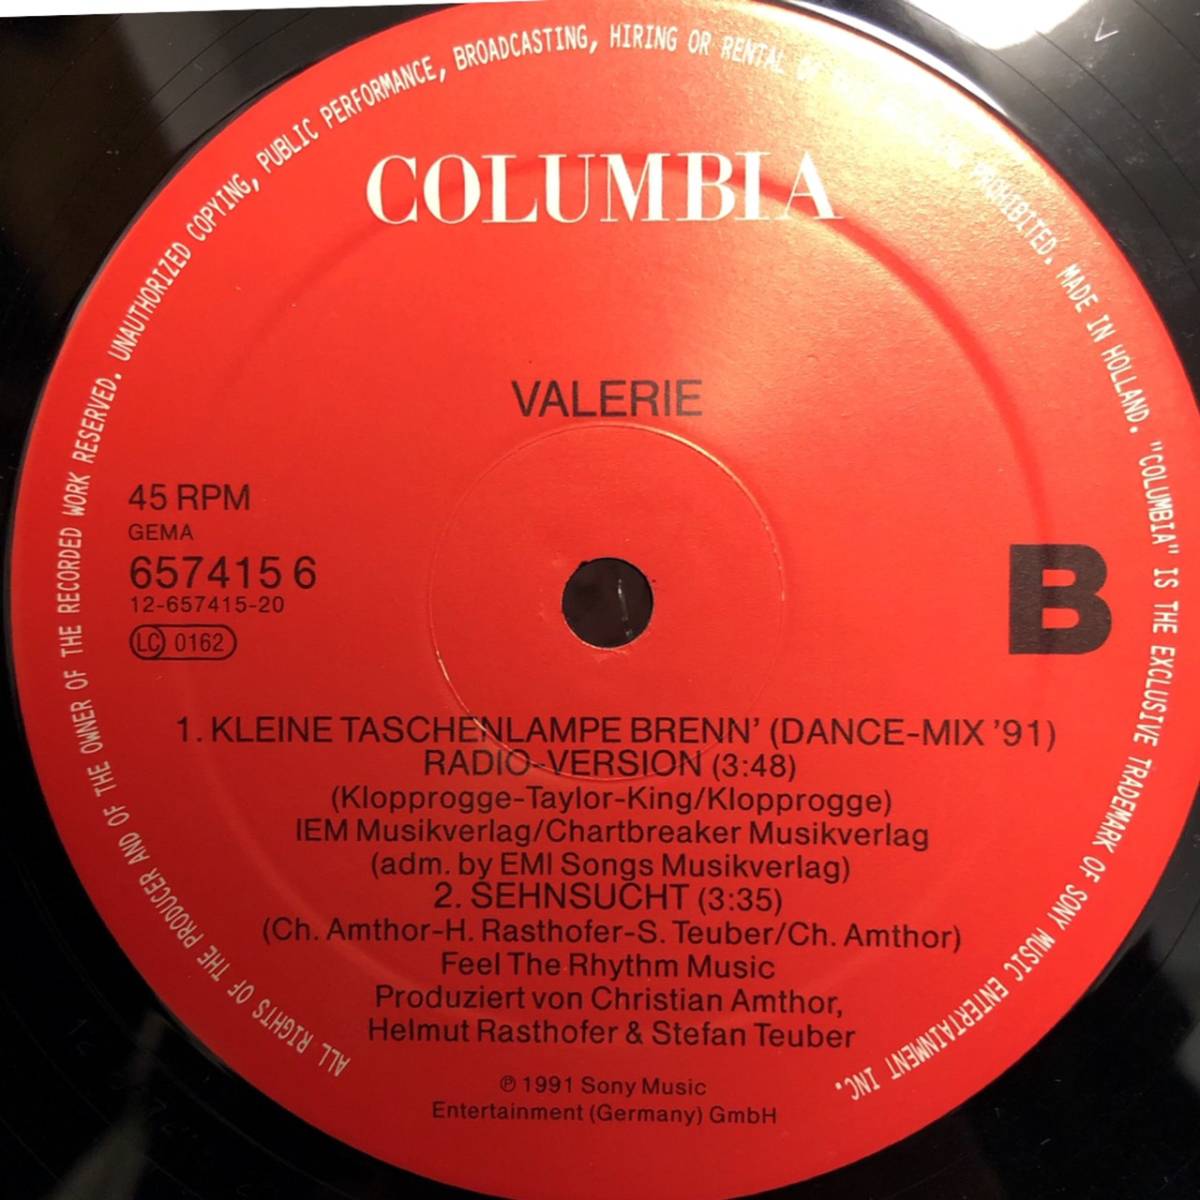 ALL RIGHTS OF THE PRODUCER AND OF THE OWNER OF THE RECORDED WORK RESERVED. UNAUTHORIZED COPYING, PUBLIC PERFORMANCE, BROADCASTING, HIRING OR RENTAL OF PROHIBITED. MADE IN HOLLAND. "COLUMBIA" IS THE EXCLUSIVE TRADEMARK OF SONY MUSIC ENTERTAINMENT INC.
COLUMBIA
VALERIE
45 RPM
GEMA
657415 6
12-657415-20
LC 0162
B
1. KLEINE TASCHENLAMPE BRENN’ (DANCE-MIX ’91)
RADIO-VERSION (3:48)
(Klopprogge-Taylor-King/Klopprogge)
IEM Musikverlag/Chartbreaker Musikverlag
(adm. by EMI Songs Musikverlag)
2. SEHNSUCHT (3:35)
(Ch. Amthor-H. Rasthofer-S. Teuber/Ch. Amthor)
Feel The Rhythm Music
Produziert von Christian Amthor,
Helmut Rasthofer & Stefan Teuber
℗ 1991 Sony Music
Entertainment (Germany) GmbH